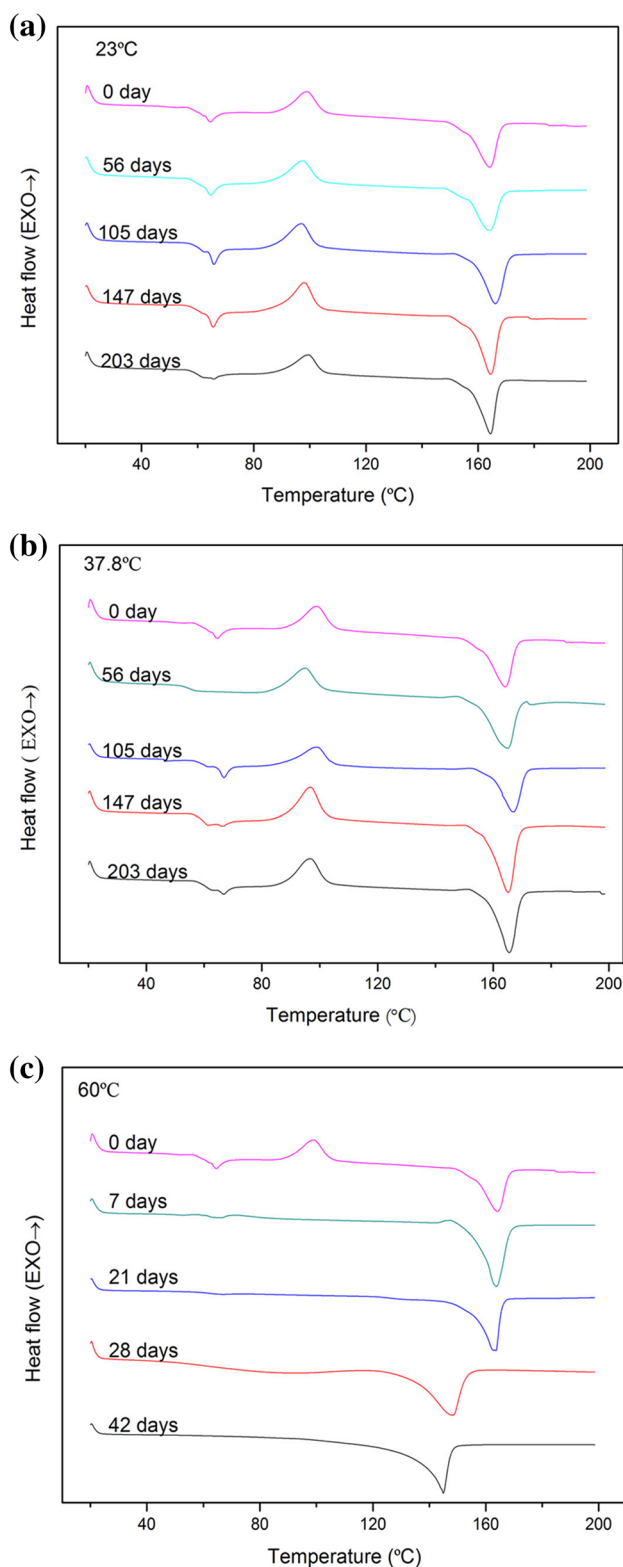 (a)
23ºC
0 day
56 days
105 days
147 days
203 days
Heat flow (EXO→)
40 80 120 160 200
Temperature (ºC)
(b)
37.8℃
0 day
56 days
105 days
147 days
203 days
Heat flow ( EXO→)
40 80 120 160 200
Temperature (°C)
(c)
60ºC
0 day
7 days
21 days
28 days
42 days
Heat flow (EXO→)
40 80 120 160 200
Temperature (ºC)